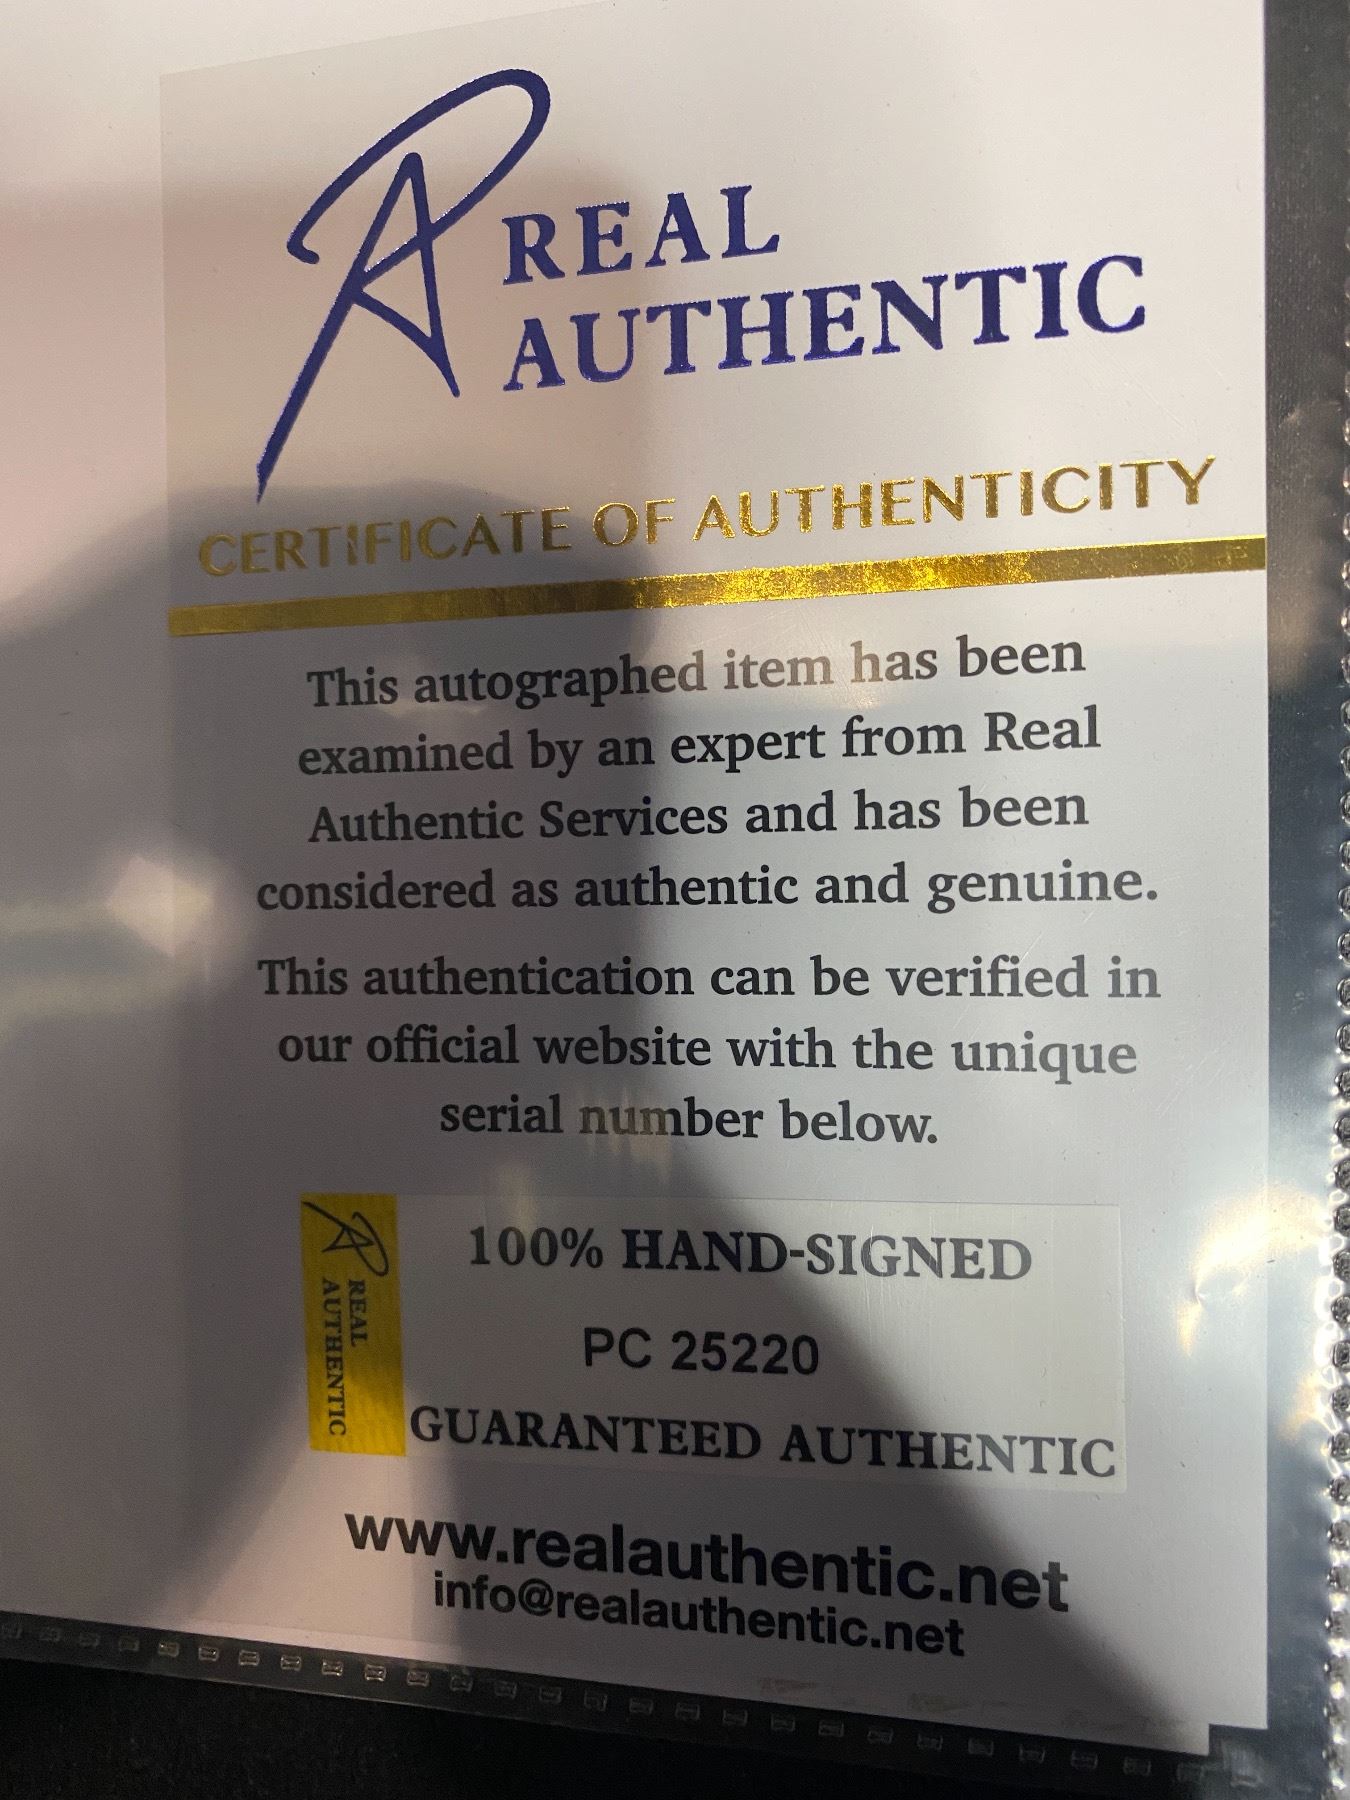 REAL
AUTHENTIC
CERTIFICATE OF AUTHENTICITY
This autographed item has been
examined by an expert from Real
Authentic Services and has been
considered as authentic and genuine.
This authentication can be verified in
our official website with the unique
serial number below.
REAL
AUTHENTIC
100% HAND-SIGNED
PC 25220
GUARANTEED AUTHENTIC
www.realauthentic.net
info@realauthentic.net